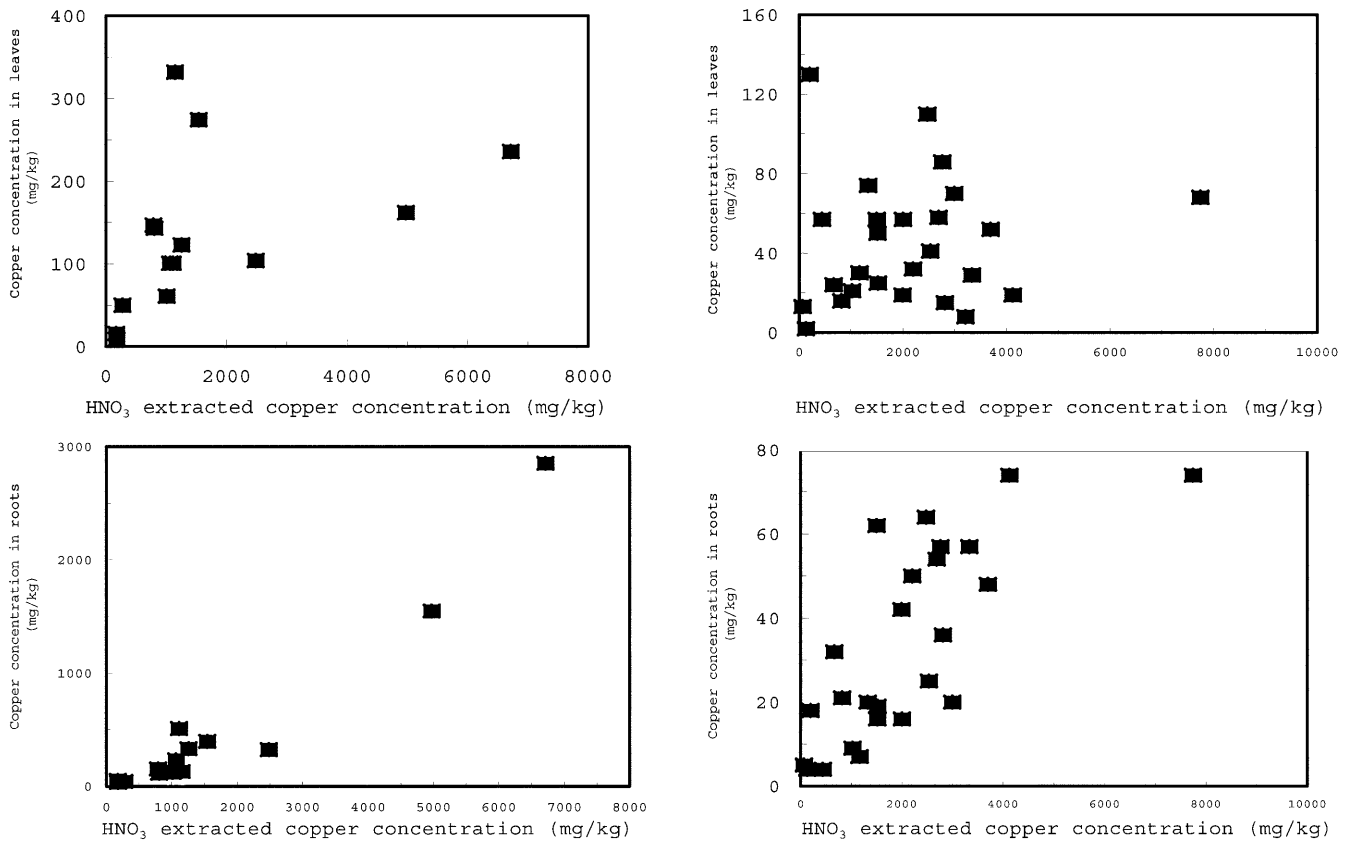 Copper concentration in leaves
(mg/kg)
400
300
200
100
0
0 2000 4000 6000 8000
HNO₃ extracted copper concentration (mg/kg)
Copper concentration in leaves
(mg/kg)
160
120
80
40
0
0 2000 4000 6000 8000 10000
HNO₃ extracted copper concentration (mg/kg)
Copper concentration in roots
(mg/kg)
3000
2000
1000
0
0 1000 2000 3000 4000 5000 6000 7000 8000
HNO₃ extracted copper concentration (mg/kg)
Copper concentration in roots
(mg/kg)
80
60
40
20
0
0 2000 4000 6000 8000 10000
HNO₃ extracted copper concentration (mg/kg)